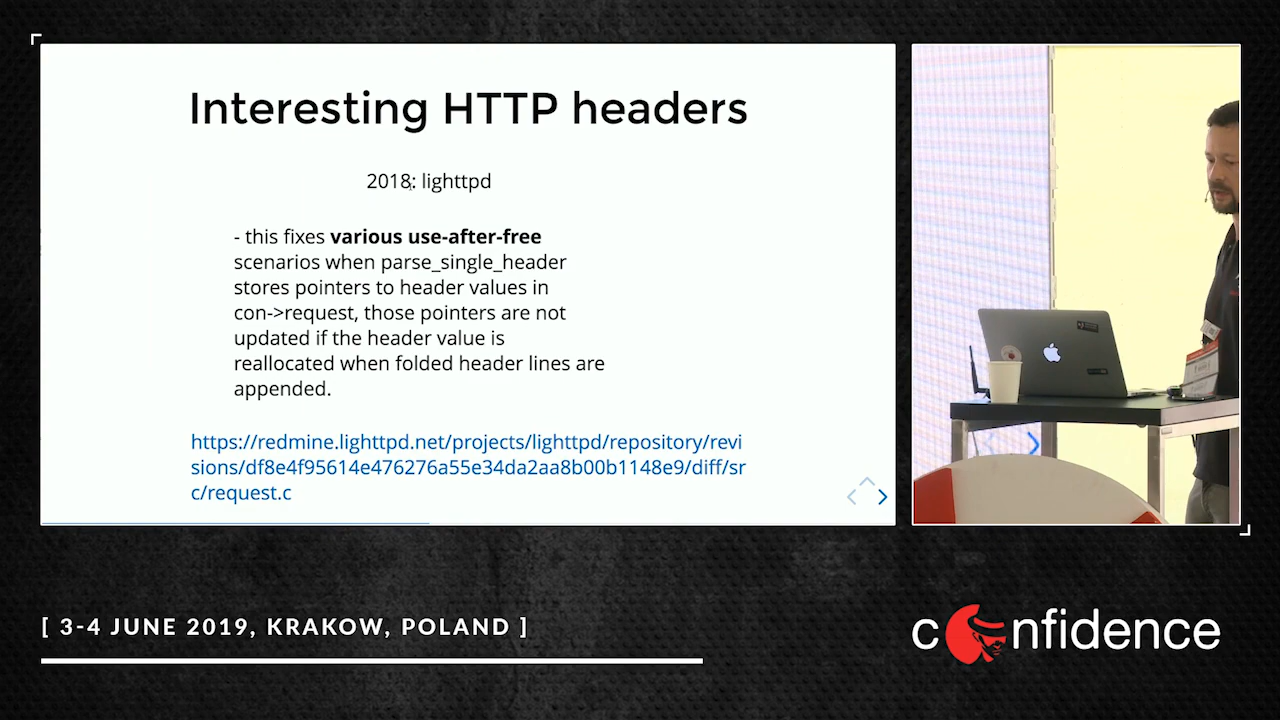 Interesting HTTP headers
2018: lighttpd
- this fixes various use-after-free
scenarios when parse_single_header
stores pointers to header values in
con->request, those pointers are not
updated if the header value is
reallocated when folded header lines are
appended.
https://redmine.lighttpd.net/projects/lighttpd/repository/revi
sions/df8e4f95614e476276a55e34da2aa8b00b1148e9/diff/sr
c/request.c
[ 3-4 JUNE 2019, KRAKOW, POLAND ]
confidence